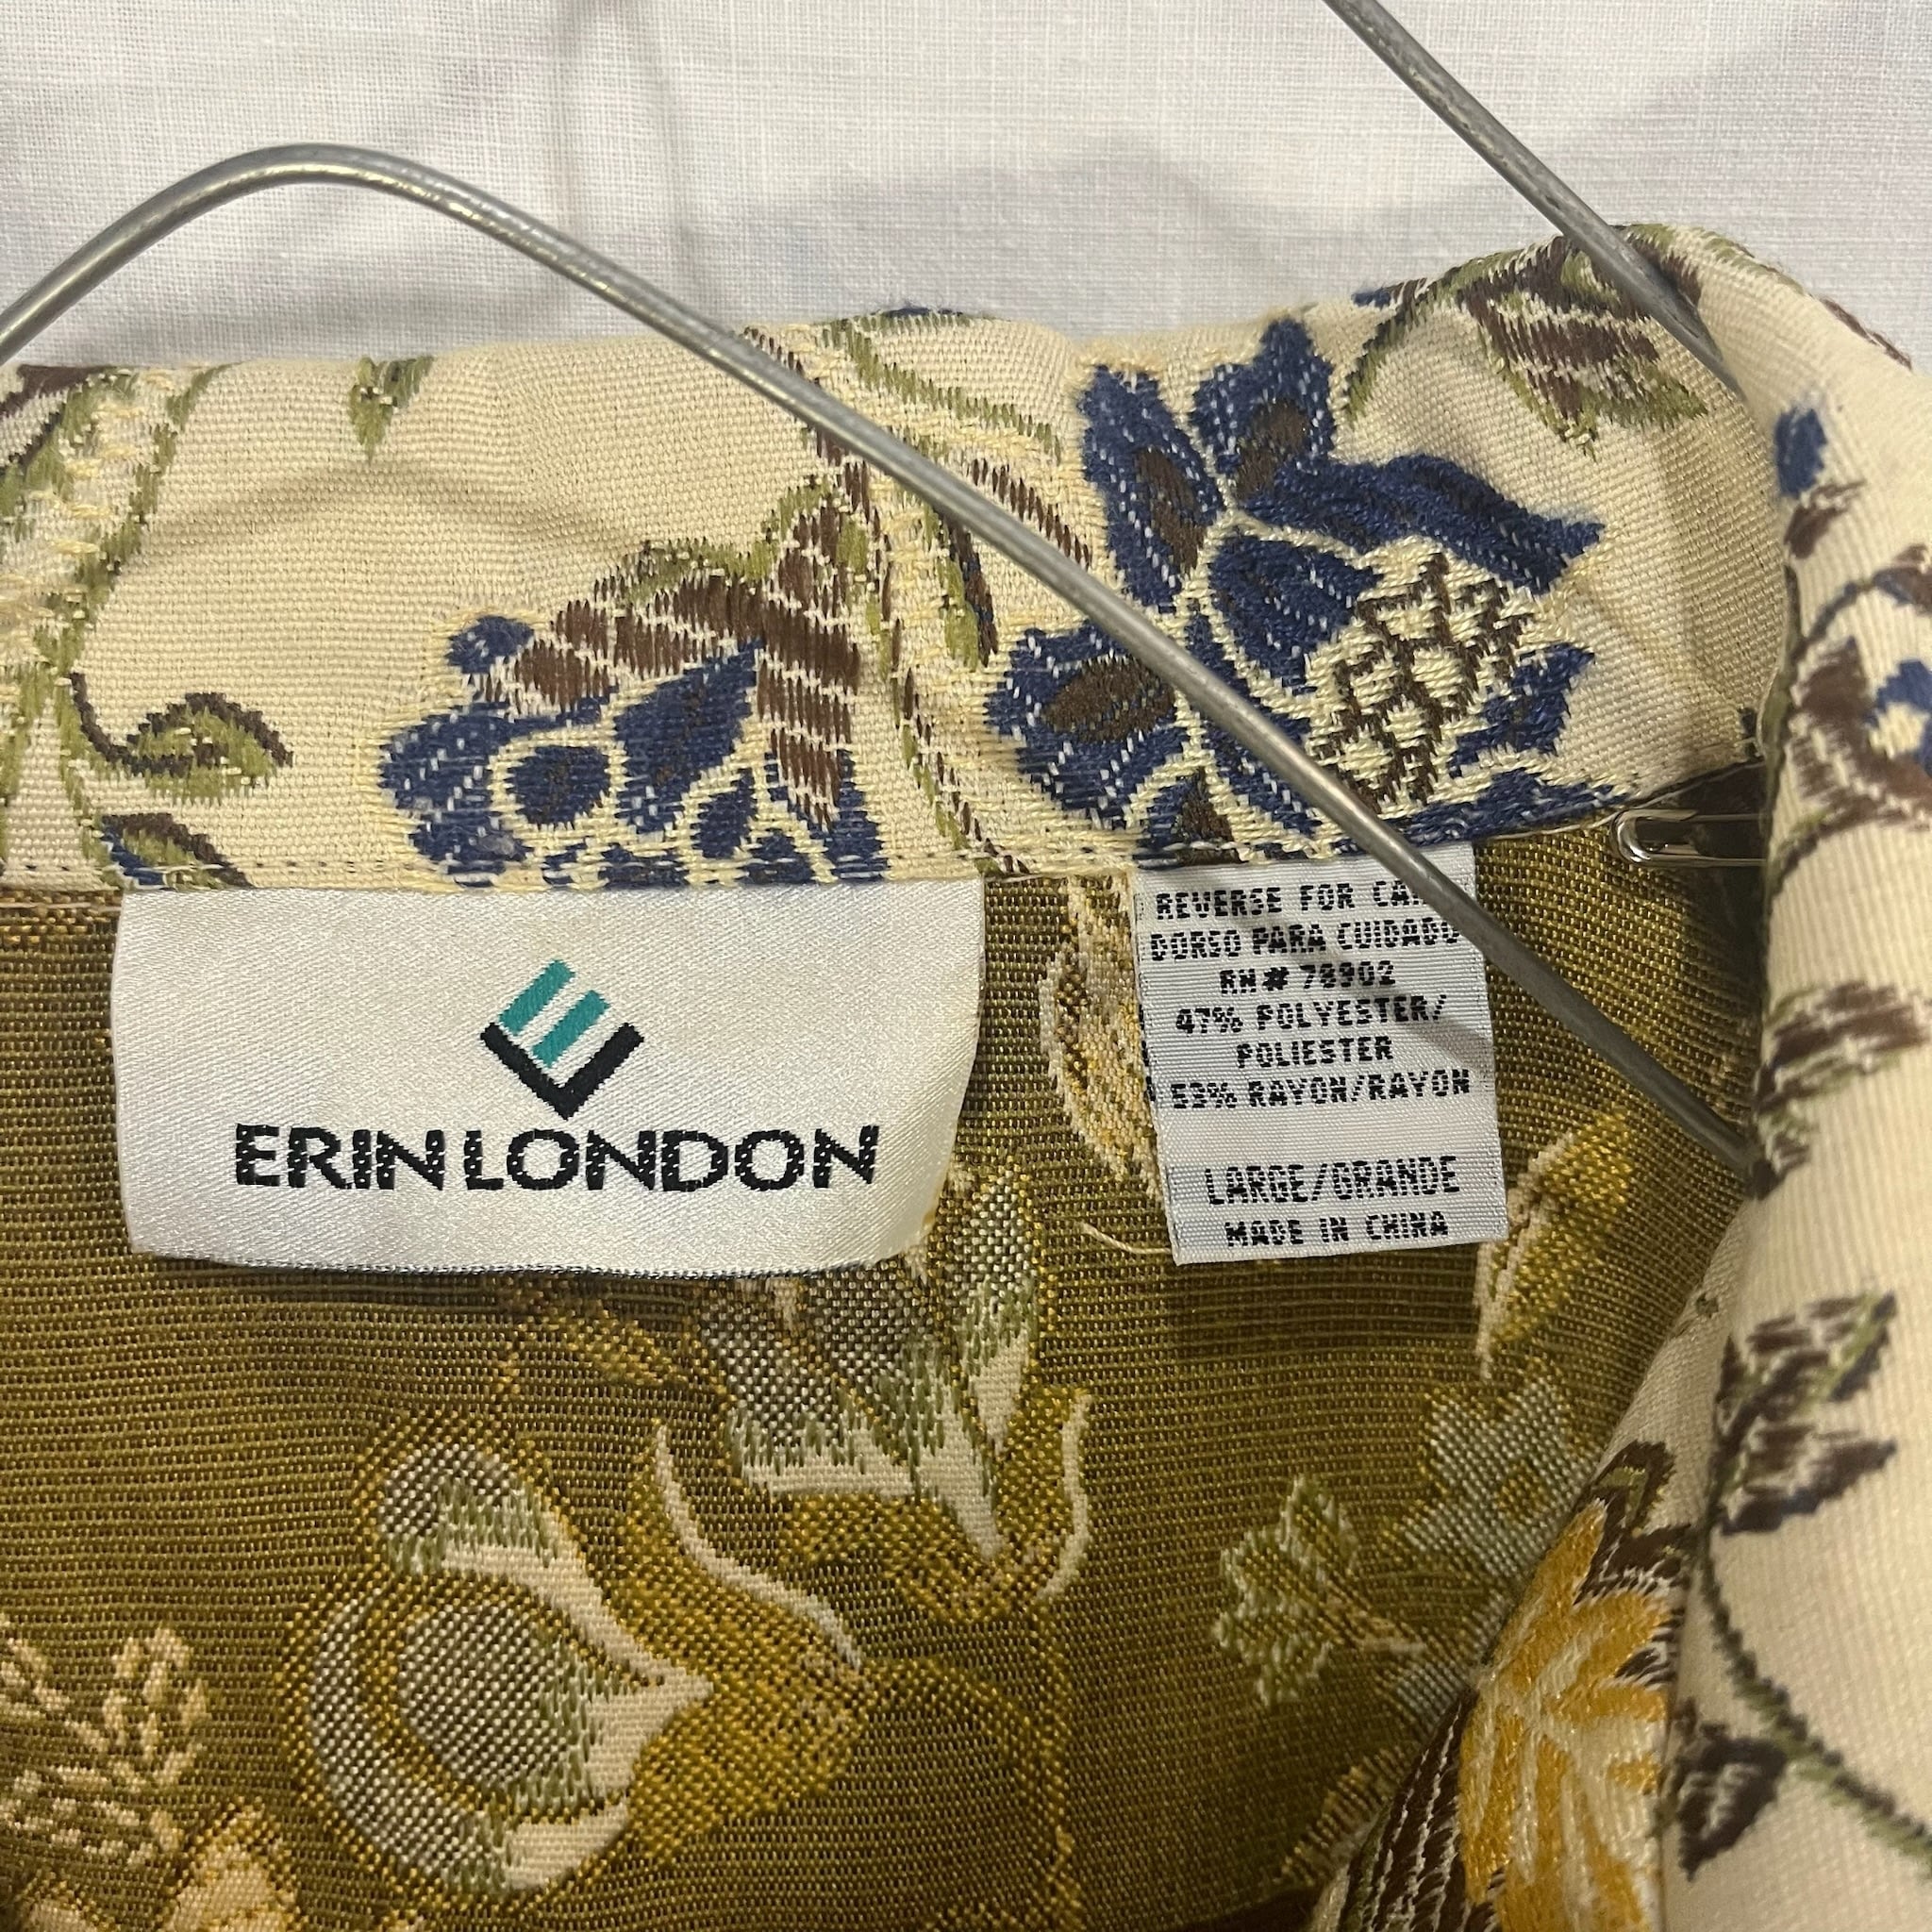 ERIN LONDON
REVERSE FOR CA
DORSO PARA CUIDADO
RN# 78902
47% POLYESTER/
POLIESTER
53% RAYON/RAYON
LARGE/GRANDE
MADE IN CHINA